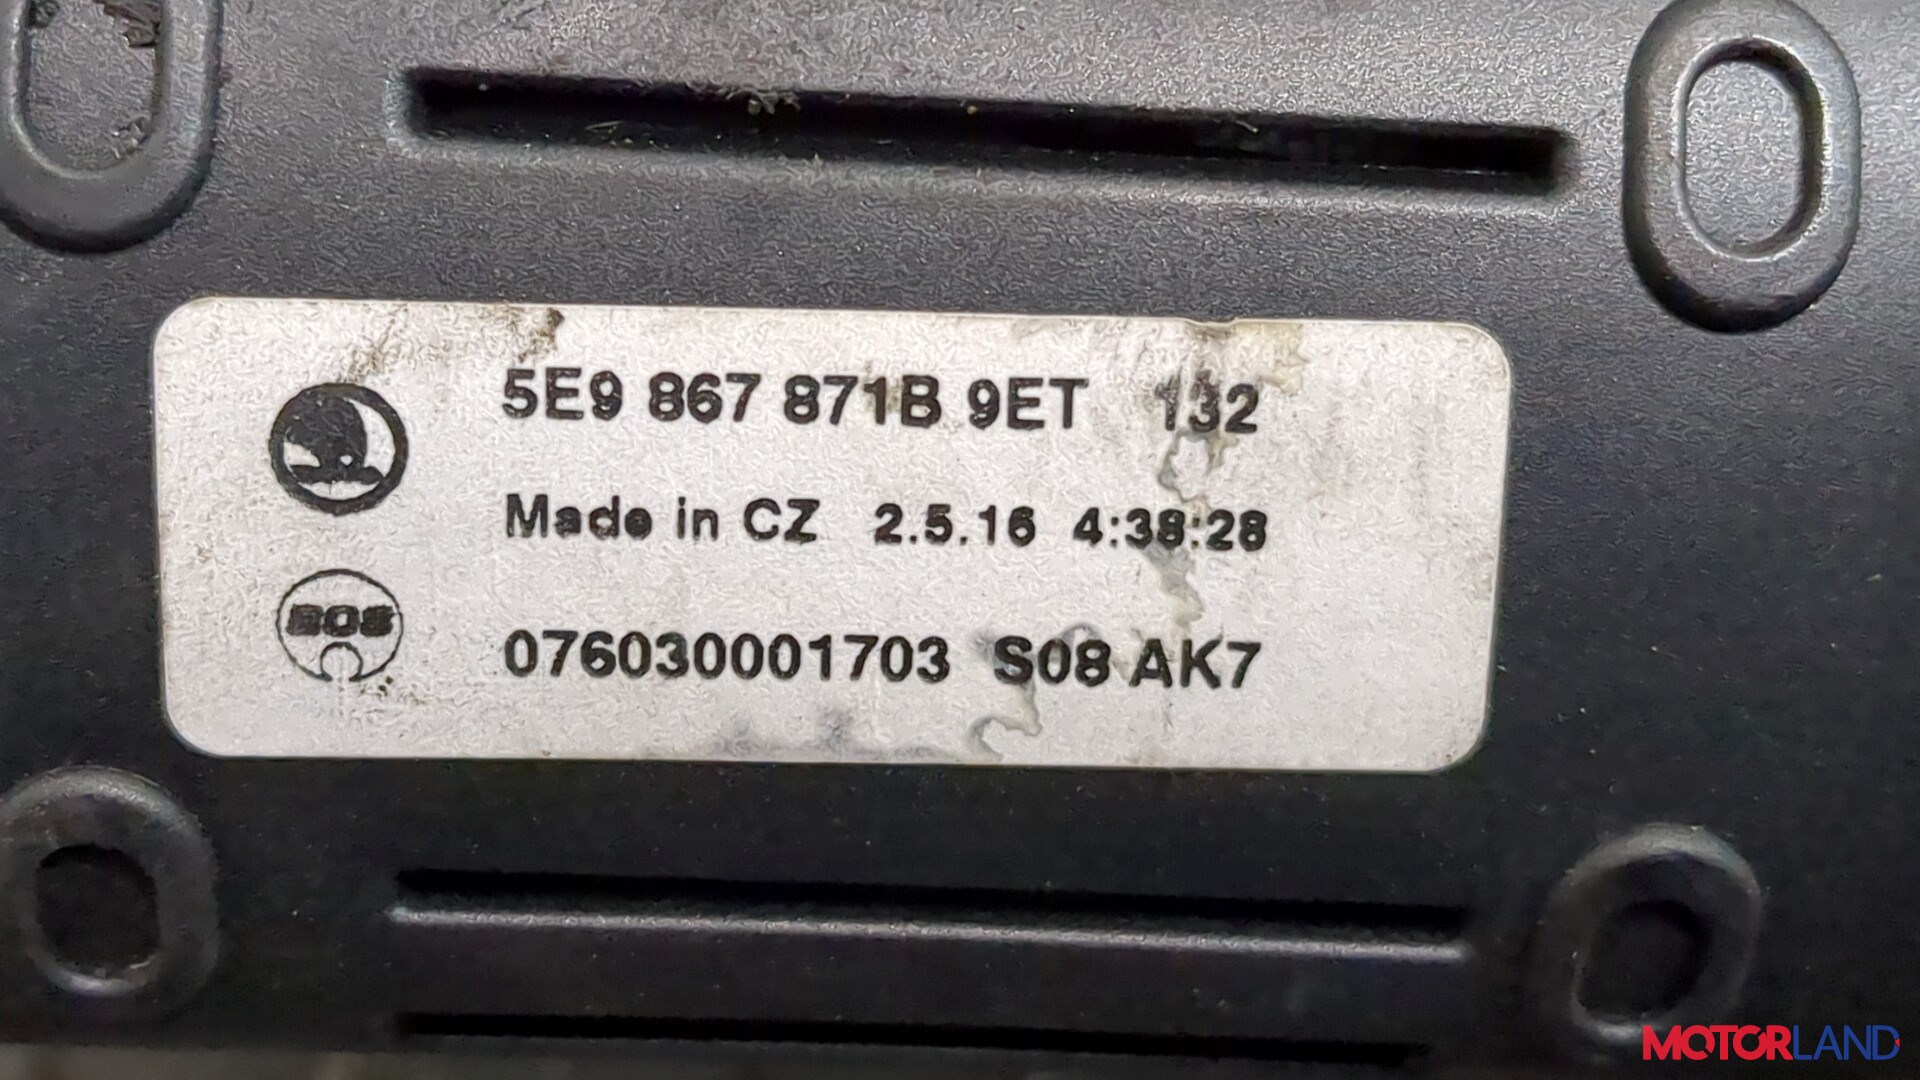 5E9 867 871B 9ET 132
Made in CZ 2.5.16 4:38:28
BOS
076030001703 S08 AK7
MOTORLAND